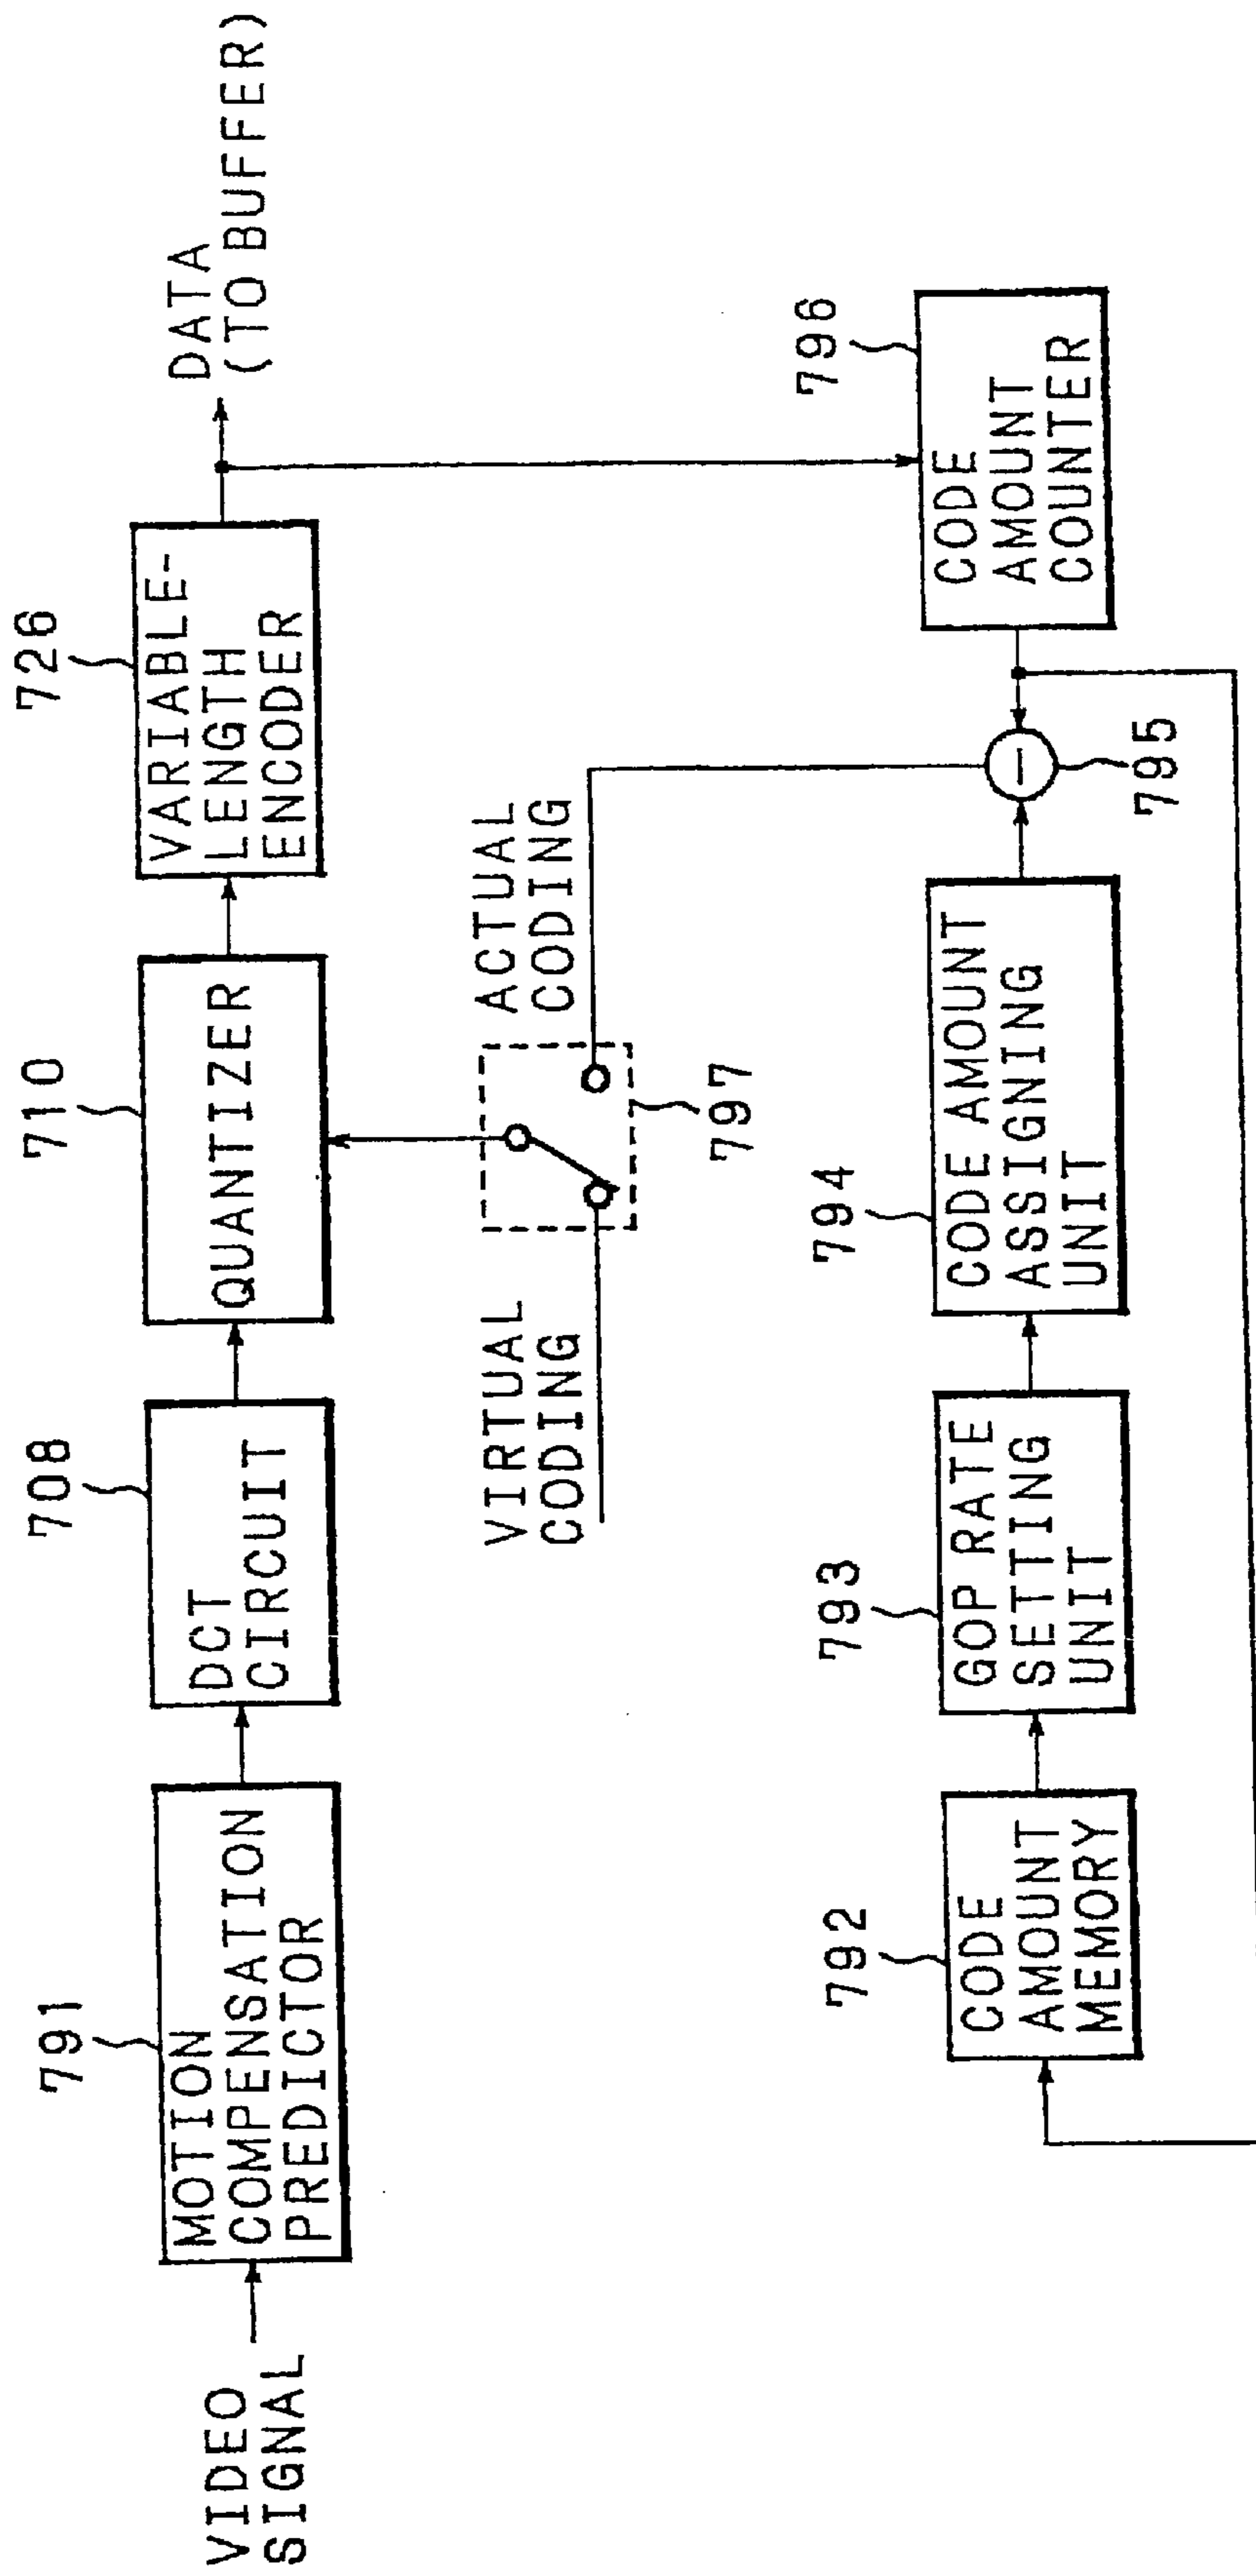 VIDEO
SIGNAL
791
MOTION
COMPENSATION
PREDICTOR
708
DCT
CIRCUIT
710
QUANTIZER
726
VARIABLE-
LENGTH
ENCODER
DATA
(TO BUFFER)
VIRTUAL
CODING
797
ACTUAL
CODING
792
CODE
AMOUNT
MEMORY
793
GOP RATE
SETTING
UNIT
794
CODE AMOUNT
ASSIGNING
UNIT
795
796
CODE
AMOUNT
COUNTER